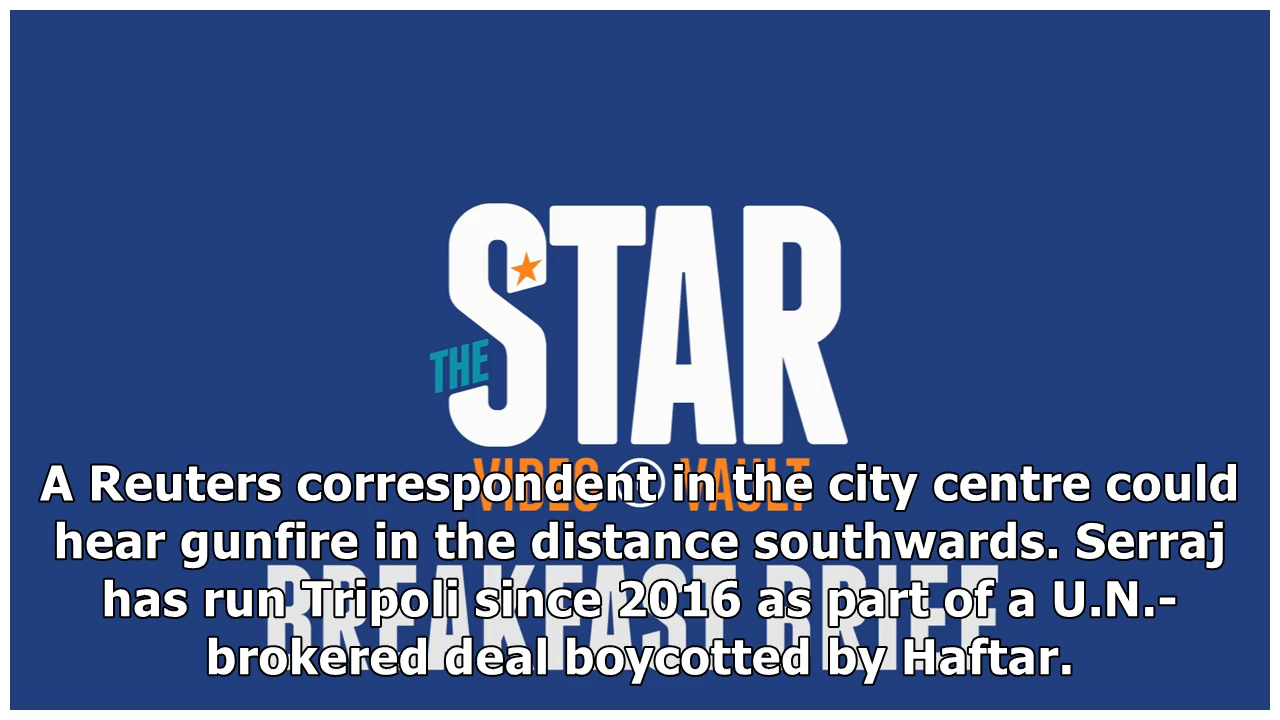 THE STAR
VIDEO VAULT
BREAKFAST BRIEF
A Reuters correspondent in the city centre could
hear gunfire in the distance southwards. Serraj
has run Tripoli since 2016 as part of a U.N.-
brokered deal boycotted by Haftar.